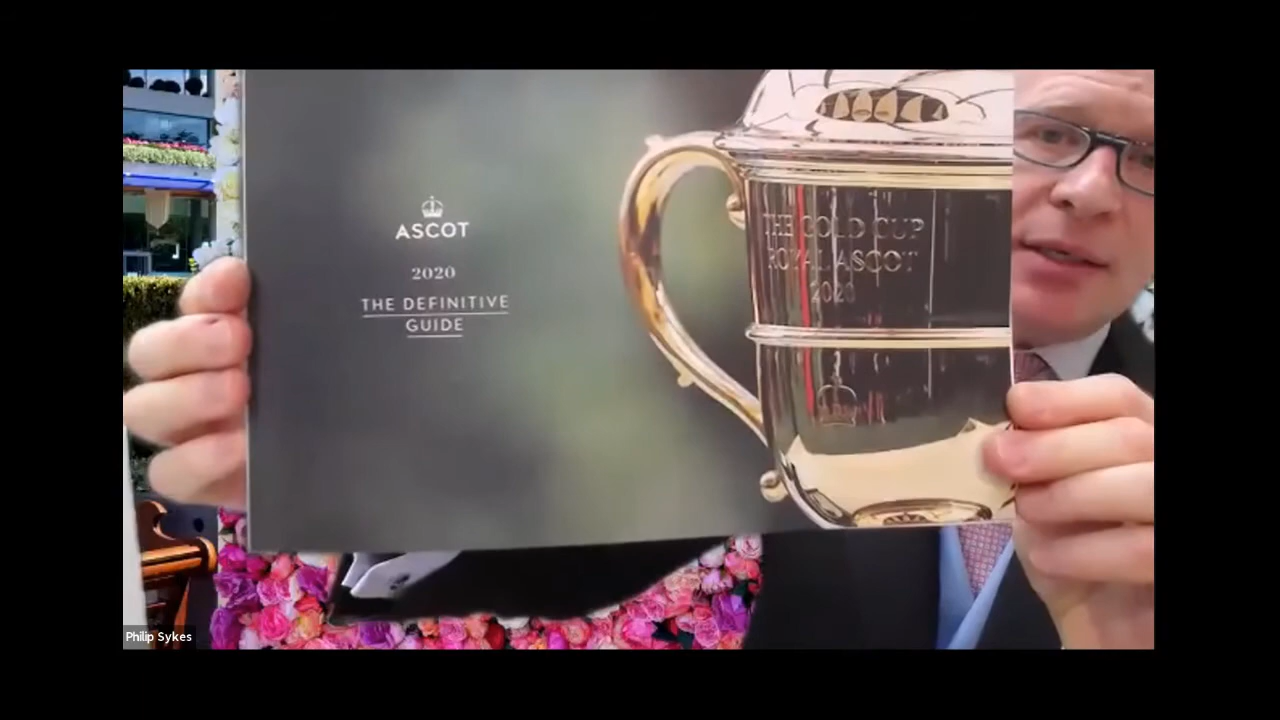 ASCOT
2020
THE DEFINITIVE
GUIDE
THE GOLD CUP
ROYAL ASCOT
2020
Philip Sykes